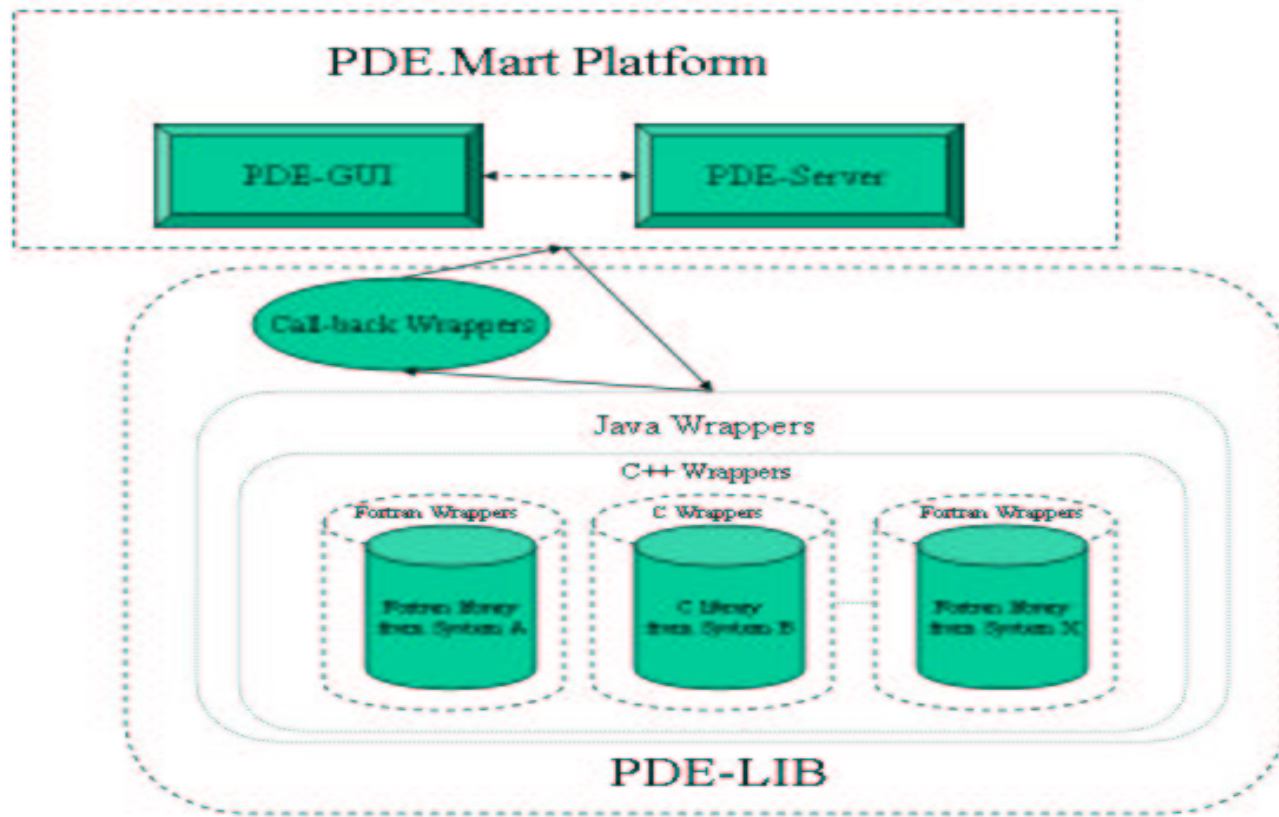 PDE.Mart Platform
PDE-GUI
PDE-Server
Call-back Wrappers
Java Wrappers
C++ Wrappers
Fortran Wrappers
C Wrappers
Fortran Wrappers
Fortran library
from System A
C library
from System B
Fortran library
from System X
PDE-LIB